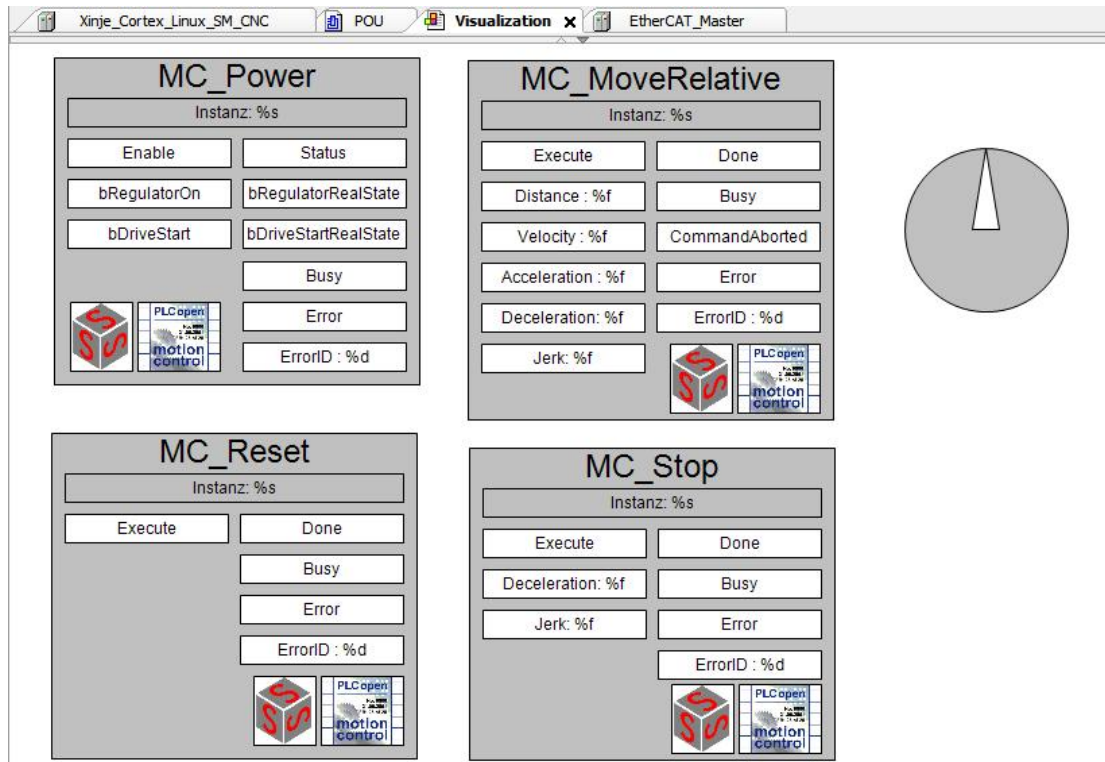 Xinje_Cortex_Linux_SM_CNC
POU
Visualization
EtherCAT_Master
MC_Power
Instanz: %s
Enable
Status
bRegulatorOn
bRegulatorRealState
bDriveStart
bDriveStartRealState
Busy
Error
ErrorID : %d
PLCopen
motion
control
MC_MoveRelative
Instanz: %s
Execute
Done
Distance : %f
Busy
Velocity : %f
CommandAborted
Acceleration : %f
Error
Deceleration: %f
ErrorID : %d
Jerk: %f
PLCopen
motion
control
MC_Reset
Instanz: %s
Execute
Done
Busy
Error
ErrorID : %d
PLCopen
motion
control
MC_Stop
Instanz: %s
Execute
Done
Deceleration: %f
Busy
Jerk: %f
Error
ErrorID : %d
PLCopen
motion
control